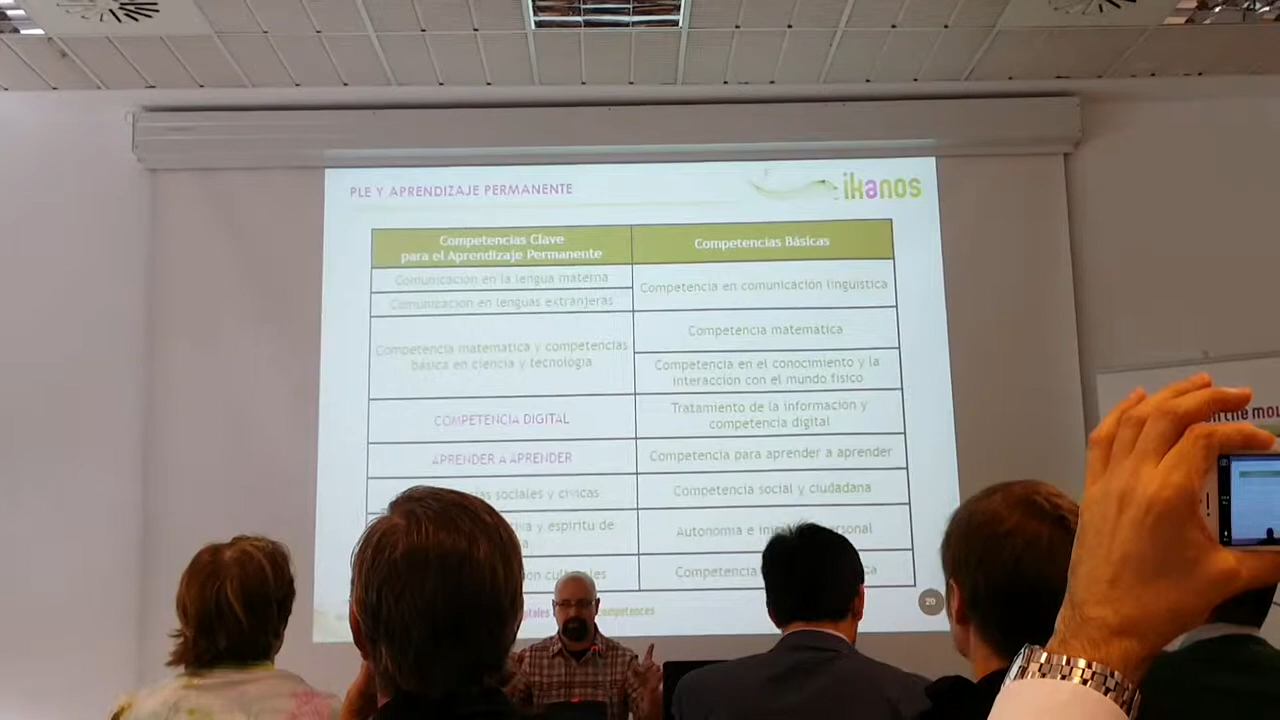 PLE Y APRENDIZAJE PERMANENTE
ikanos
Competencias Clave
para el Aprendizaje Permanente
Competencias Básicas
Comunicación en la lengua materna
Comunicación en lenguas extranjeras
Competencia en comunicación lingüística
Competencia matemática y competencias
básica en ciencia y tecnología
Competencia matemática
Competencia en el conocimiento y la
interacción con el mundo físico
COMPETENCIA DIGITAL
Tratamiento de la información y
competencia digital
APRENDER A APRENDER
Competencia para aprender a aprender
sociales y cívicas
Competencia social y ciudadana
y espíritu de
Autonomía e personal
Competencia
competences
20
on the